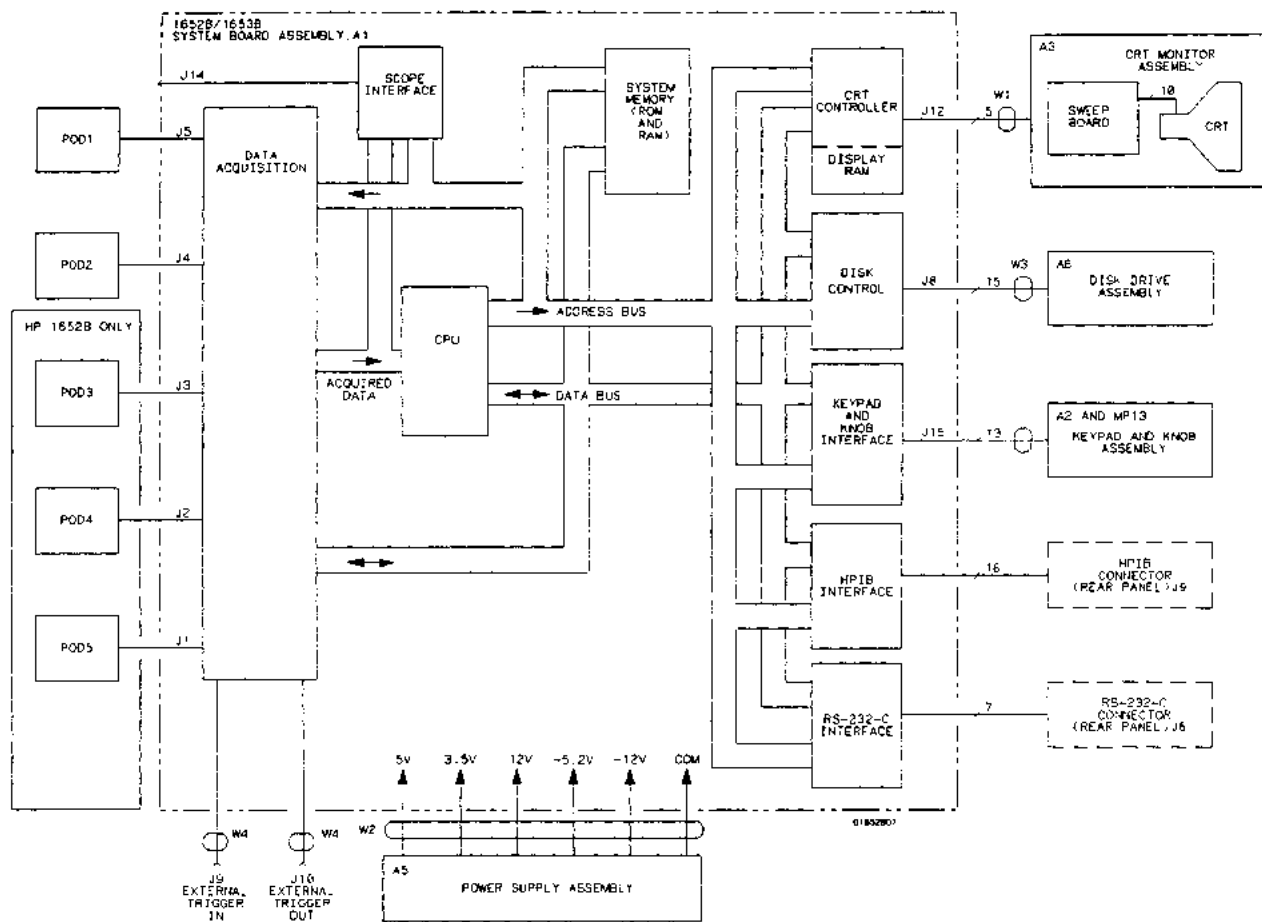 1652B/1653B
SYSTEM BOARD ASSEMBLY, A1
J14
SCOPE
INTERFACE
SYSTEM
MEMORY
(ROM
AND
RAM)
CRT
CONTROLLER
DISPLAY
RAM
J12
5
W1
A3
CRT MONITOR
ASSEMBLY
SWEEP
BOARD
10
CRT
POD1
J5
DATA
ACQUISITION
POD2
J4
HP 1652B ONLY
POD3
J3
POD4
J2
POD5
J1
CPU
ACQUIRED
DATA
ADDRESS BUS
DATA BUS
DISK
CONTROL
J8
15
W3
A6
DISK DRIVE
ASSEMBLY
KEYPAD
AND
KNOB
INTERFACE
J15
13
A2 AND MP13
KEYPAD AND KNOB
ASSEMBLY
HPIB
INTERFACE
16
HPIB
CONNECTOR
(REAR PANEL)J9
RS-232-C
INTERFACE
7
RS-232-C
CONNECTOR
(REAR PANEL)J6
5V
3.5V
12V
-5.2V
-12V
COM
W2
01652B07
W4
W4
J9
EXTERNAL
TRIGGER
IN
J10
EXTERNAL
TRIGGER
OUT
A5
POWER SUPPLY ASSEMBLY